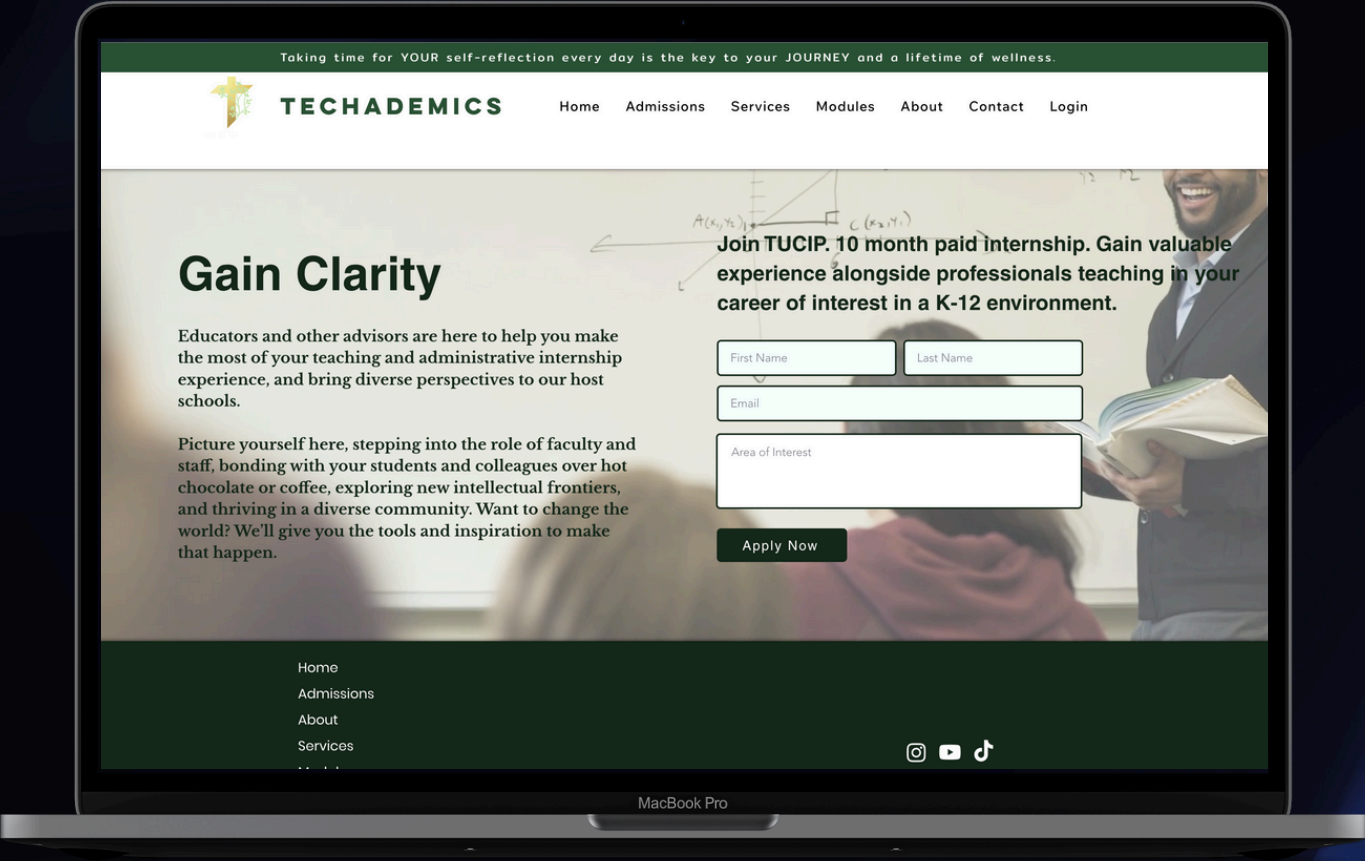 Taking time for YOUR self-reflection every day is the key to your JOURNEY and a lifetime of wellness.
TECHADEMICS
Home Admissions Services Modules About Contact Login
Gain Clarity
Educators and other advisors are here to help you make
the most of your teaching and administrative internship
experience, and bring diverse perspectives to our host
schools.
Picture yourself here, stepping into the role of faculty and
staff, bonding with your students and colleagues over hot
chocolate or coffee, exploring new intellectual frontiers,
and thriving in a diverse community. Want to change the
world? We'll give you the tools and inspiration to make
that happen.
A(x₁,y₂) C(x₂,y₁)
Join TUCIP. 10 month paid internship. Gain valuable
experience alongside professionals teaching in your
career of interest in a K-12 environment.
First Name Last Name
Email
Area of Interest
Apply Now
Home
Admissions
About
Services
MacBook Pro